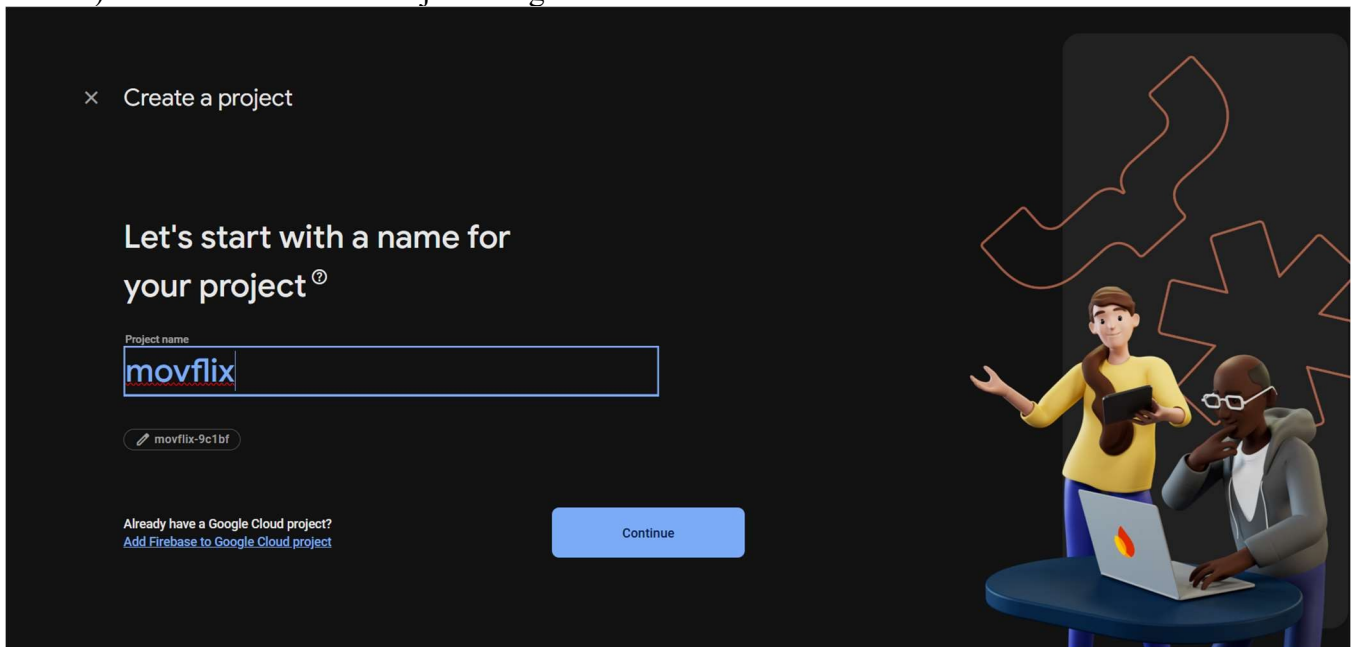 Create a project
Let's start with a name for
your project
Project name
movflix
movflix-9c1bf
Already have a Google Cloud project?
Add Firebase to Google Cloud project
Continue